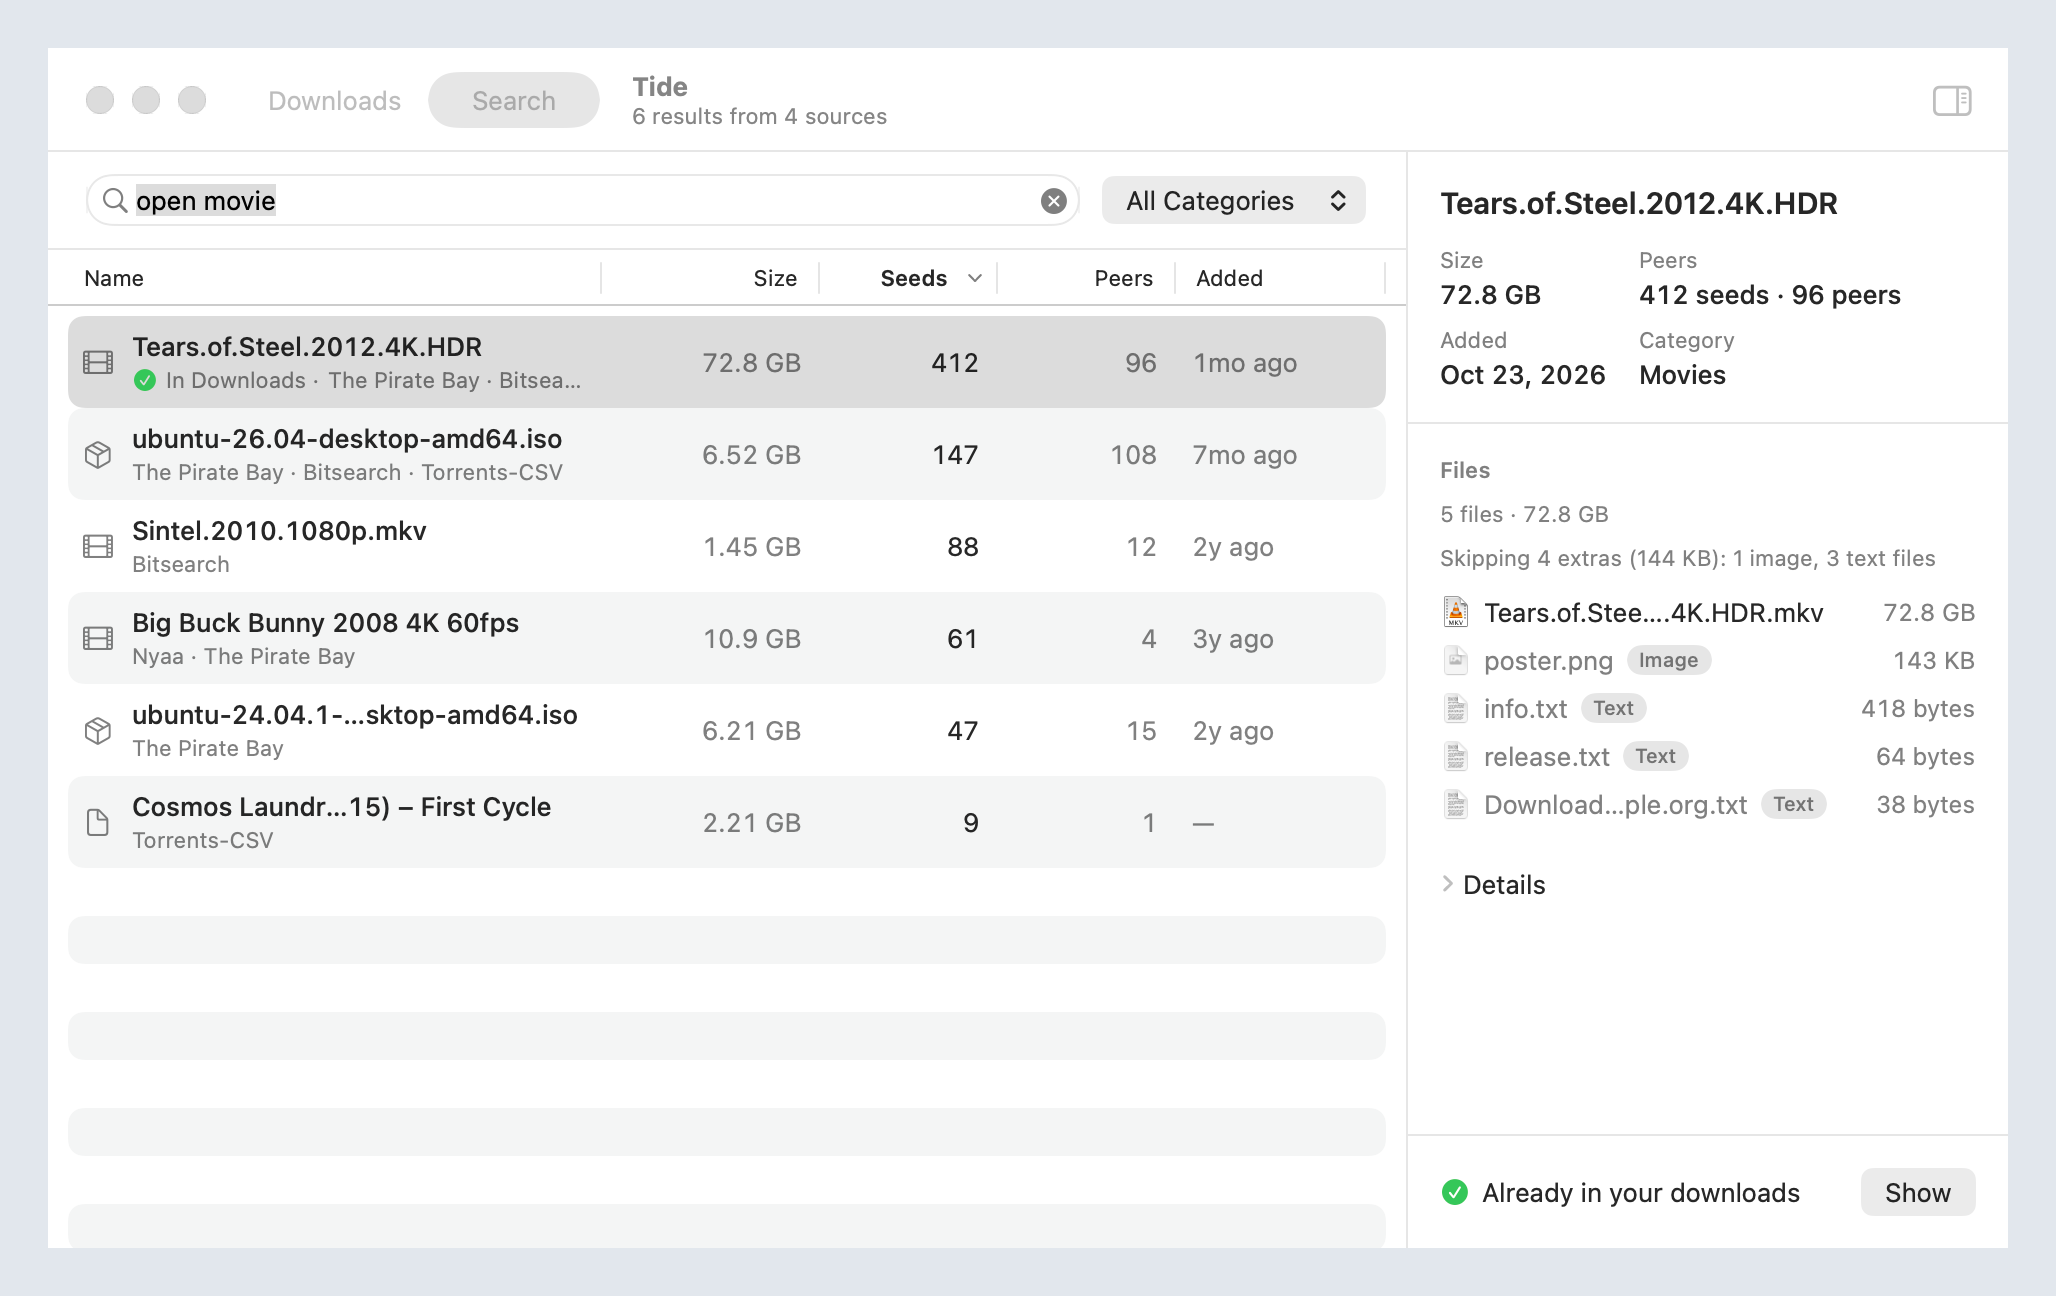 Downloads
Search
Tide
6 results from 4 sources
open movie
All Categories
Name Size Seeds Peers Added
Tears.of.Steel.2012.4K.HDR 72.8 GB 412 96 1mo ago
In Downloads · The Pirate Bay · Bitsea...
ubuntu-26.04-desktop-amd64.iso 6.52 GB 147 108 7mo ago
The Pirate Bay · Bitsearch · Torrents-CSV
Sintel.2010.1080p.mkv 1.45 GB 88 12 2y ago
Bitsearch
Big Buck Bunny 2008 4K 60fps 10.9 GB 61 4 3y ago
Nyaa · The Pirate Bay
ubuntu-24.04.1-...sktop-amd64.iso 6.21 GB 47 15 2y ago
The Pirate Bay
Cosmos Laundr...15) – First Cycle 2.21 GB 9 1 —
Torrents-CSV
Tears.of.Steel.2012.4K.HDR
Size Peers
72.8 GB 412 seeds · 96 peers
Added Category
Oct 23, 2026 Movies
Files
5 files · 72.8 GB
Skipping 4 extras (144 KB): 1 image, 3 text files
MKV
Tears.of.Stee....4K.HDR.mkv 72.8 GB
poster.png Image 143 KB
info.txt Text 418 bytes
release.txt Text 64 bytes
Download...ple.org.txt Text 38 bytes
Details
Already in your downloads
Show